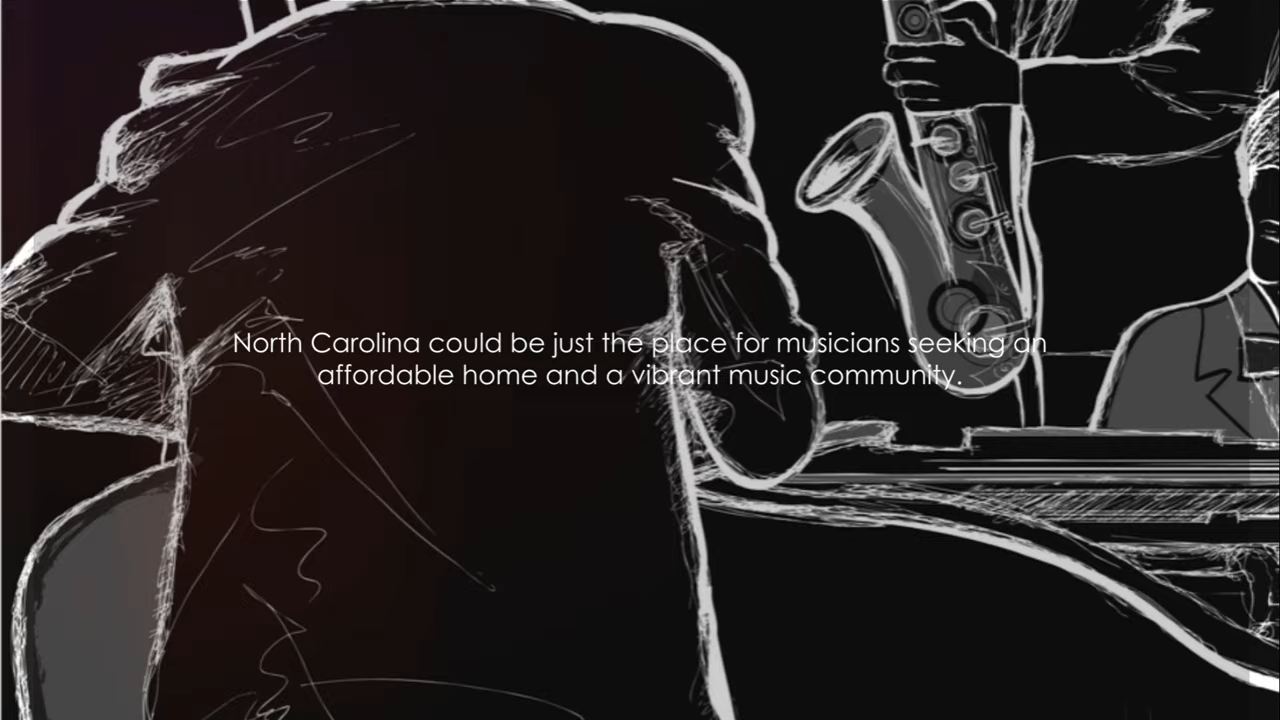 North Carolina could be just the place for musicians seeking an
affordable home and a vibrant music community.